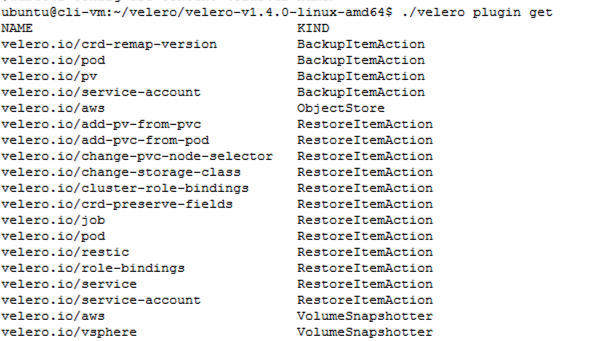 ubuntu@cli-vm:~/velero/velero-v1.4.0-linux-amd64$ ./velero plugin get
NAME KIND
velero.io/crd-remap-version BackupItemAction
velero.io/pod BackupItemAction
velero.io/pv BackupItemAction
velero.io/service-account BackupItemAction
velero.io/aws ObjectStore
velero.io/add-pv-from-pvc RestoreItemAction
velero.io/add-pvc-from-pod RestoreItemAction
velero.io/change-pvc-node-selector RestoreItemAction
velero.io/change-storage-class RestoreItemAction
velero.io/cluster-role-bindings RestoreItemAction
velero.io/crd-preserve-fields RestoreItemAction
velero.io/job RestoreItemAction
velero.io/pod RestoreItemAction
velero.io/restic RestoreItemAction
velero.io/role-bindings RestoreItemAction
velero.io/service RestoreItemAction
velero.io/service-account RestoreItemAction
velero.io/aws VolumeSnapshotter
velero.io/vsphere VolumeSnapshotter